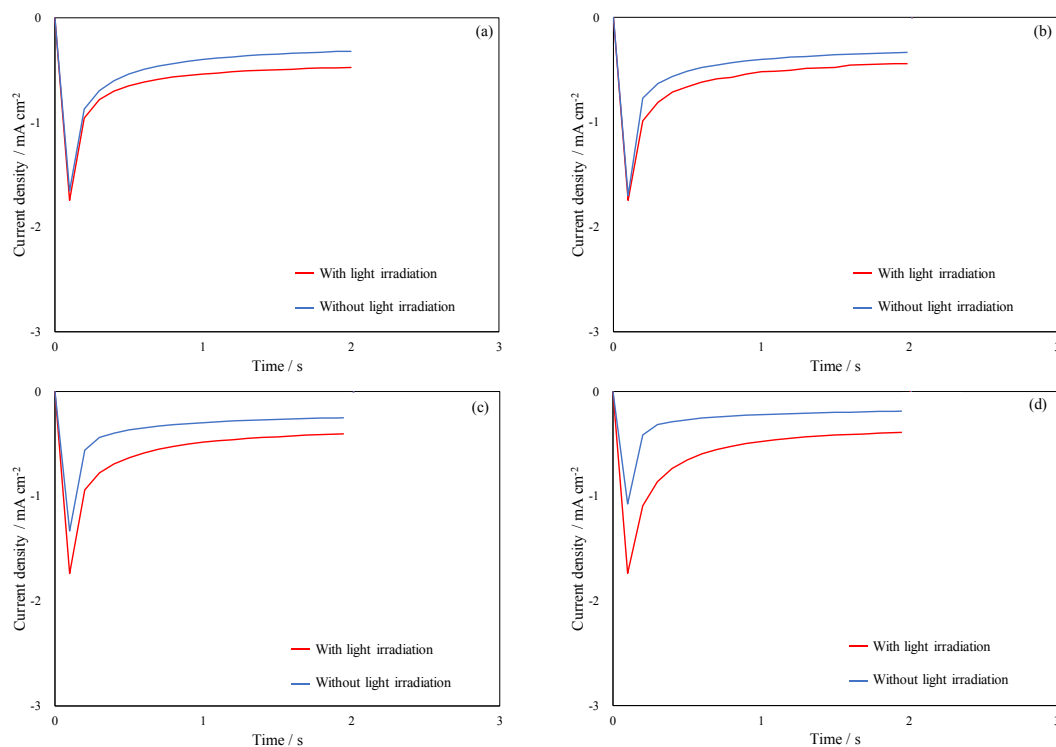 0
(a)
-1
-2
-3
Current density / mA cm-2
With light irradiation
Without light irradiation
0
1
2
3
Time / s
0
(b)
-1
-2
-3
Current density / mA cm-2
With light irradiation
Without light irradiation
0
1
2
3
Time / s
0
(c)
-1
-2
-3
Current density / mA cm-2
With light irradiation
Without light irradiation
0
1
2
3
Time / s
0
(d)
-1
-2
-3
Current density / mA cm-2
With light irradiation
Without light irradiation
0
1
2
3
Time / s